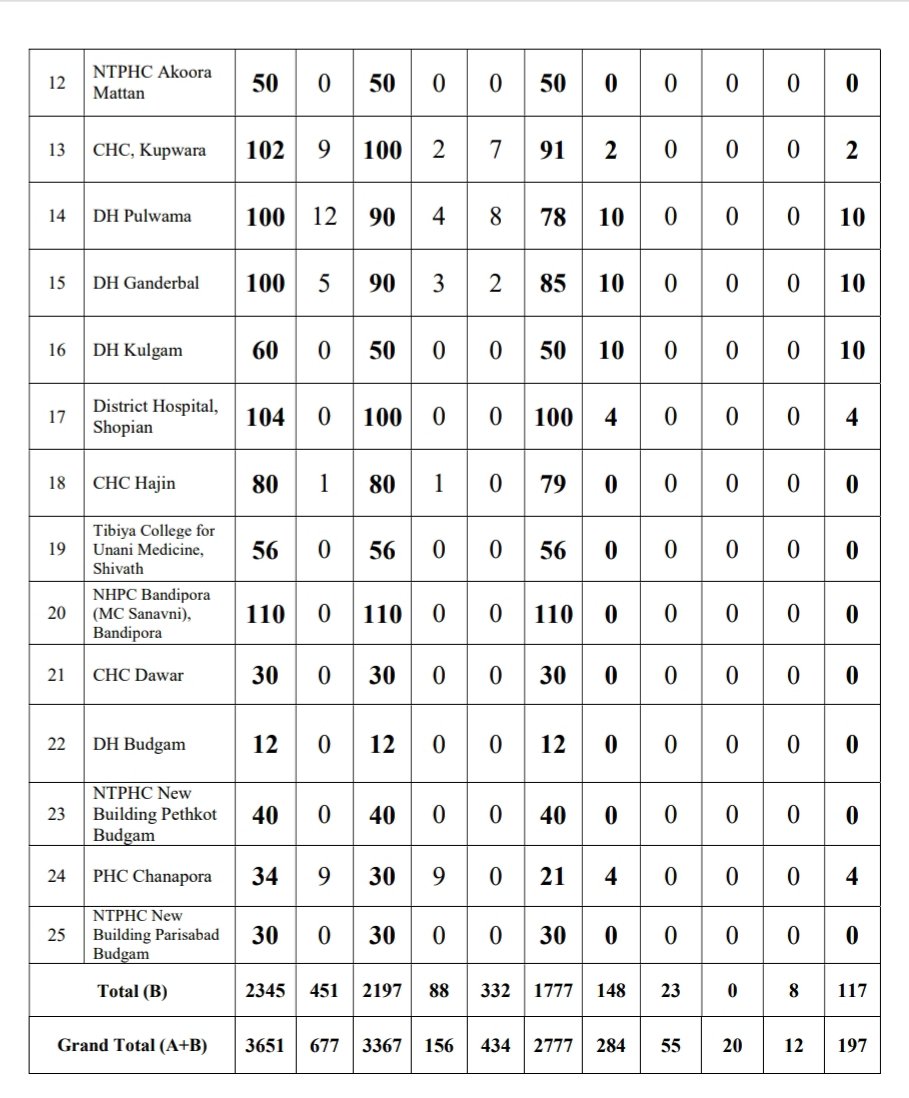 12 NTPHC Akoora Mattan 50 0 50 0 0 50 0 0 0 0 0
13 CHC, Kupwara 102 9 100 2 7 91 2 0 0 0 2
14 DH Pulwama 100 12 90 4 8 78 10 0 0 0 10
15 DH Ganderbal 100 5 90 3 2 85 10 0 0 0 10
16 DH Kulgam 60 0 50 0 0 50 10 0 0 0 10
17 District Hospital, Shopian 104 0 100 0 0 100 4 0 0 0 4
18 CHC Hajin 80 1 80 1 0 79 0 0 0 0 0
19 Tibiya College for Unani Medicine, Shivath 56 0 56 0 0 56 0 0 0 0 0
20 NHPC Bandipora (MC Sanavni), Bandipora 110 0 110 0 0 110 0 0 0 0 0
21 CHC Dawar 30 0 30 0 0 30 0 0 0 0 0
22 DH Budgam 12 0 12 0 0 12 0 0 0 0 0
23 NTPHC New Building Pethkot Budgam 40 0 40 0 0 40 0 0 0 0 0
24 PHC Chanapora 34 9 30 9 0 21 4 0 0 0 4
25 NTPHC New Building Parisabad Budgam 30 0 30 0 0 30 0 0 0 0 0
Total (B) 2345 451 2197 88 332 1777 148 23 0 8 117
Grand Total (A+B) 3651 677 3367 156 434 2777 284 55 20 12 197